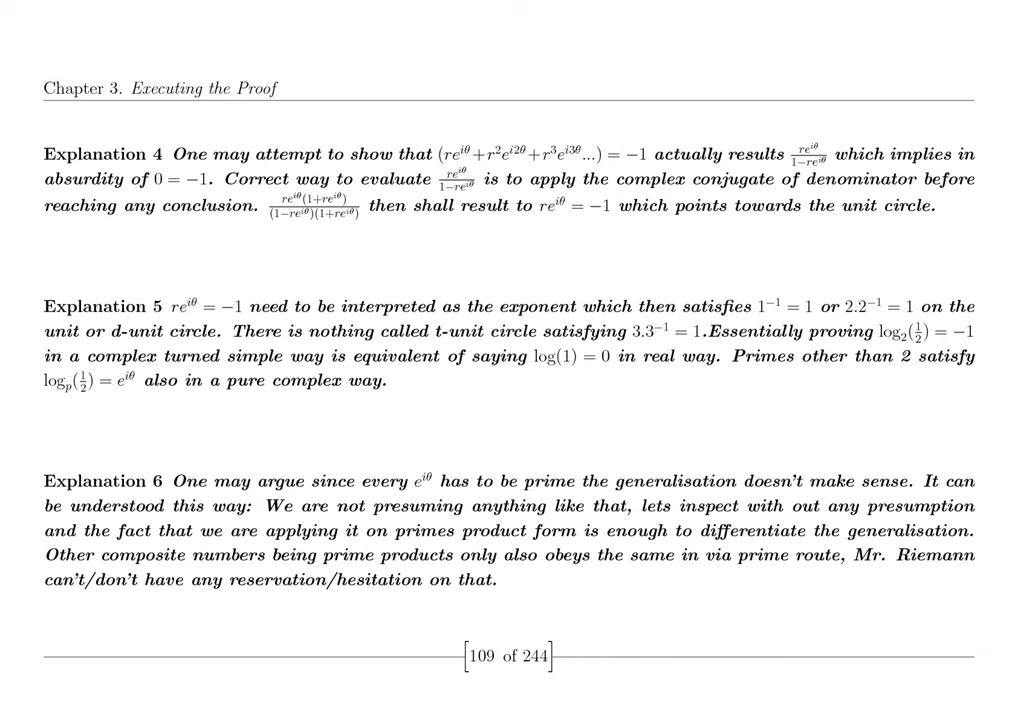 Chapter 3. Executing the Proof
Explanation 4 One may attempt to show that (re^{iθ}+r^2e^{i2θ}+r^3e^{i3θ}...) = −1 actually results \frac{re^{iθ}}{1−re^{iθ}} which implies in
absurdity of 0 = −1. Correct way to evaluate \frac{re^{iθ}}{1−re^{iθ}} is to apply the complex conjugate of denominator before
reaching any conclusion. \frac{re^{iθ}(1+re^{iθ})}{(1−re^{iθ})(1+re^{iθ})} then shall result to re^{iθ} = −1 which points towards the unit circle.
Explanation 5 re^{iθ} = −1 need to be interpreted as the exponent which then satisfies 1^{−1} = 1 or 2.2^{−1} = 1 on the
unit or d-unit circle. There is nothing called t-unit circle satisfying 3.3^{−1} = 1.Essentially proving log_2(\frac{1}{2}) = −1
in a complex turned simple way is equivalent of saying log(1) = 0 in real way. Primes other than 2 satisfy
log_p(\frac{1}{2}) = e^{iθ} also in a pure complex way.
Explanation 6 One may argue since every e^{iθ} has to be prime the generalisation doesn't make sense. It can
be understood this way: We are not presuming anything like that, lets inspect with out any presumption
and the fact that we are applying it on primes product form is enough to differentiate the generalisation.
Other composite numbers being prime products only also obeys the same in via prime route, Mr. Riemann
can't/don't have any reservation/hesitation on that.
[109 of 244]